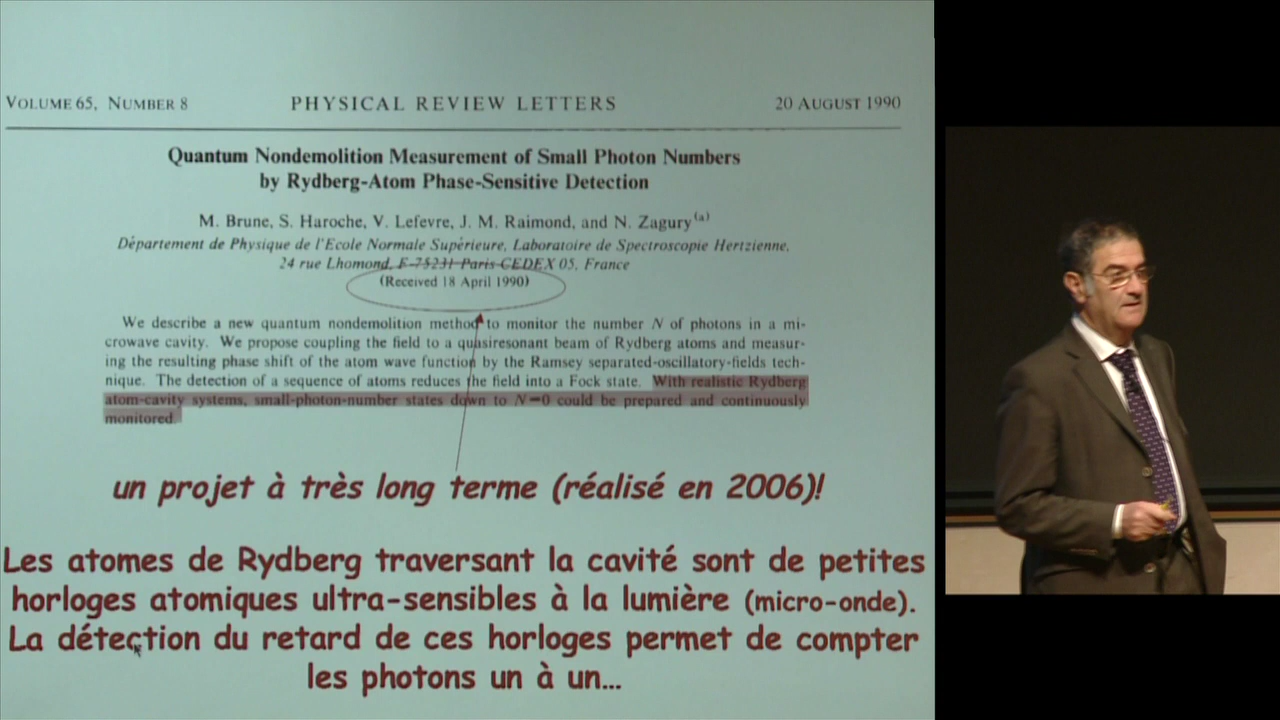 VOLUME 65, NUMBER 8 PHYSICAL REVIEW LETTERS 20 AUGUST 1990
Quantum Nondemolition Measurement of Small Photon Numbers
by Rydberg-Atom Phase-Sensitive Detection
M. Brune, S. Haroche, V. Lefevre, J. M. Raimond, and N. Zagury(a)
Département de Physique de l'Ecole Normale Supérieure, Laboratoire de Spectroscopie Hertzienne,
24 rue Lhomond, F-75231 Paris CEDEX 05, France
(Received 18 April 1990)
We describe a new quantum nondemolition method to monitor the number N of photons in a mi-
crowave cavity. We propose coupling the field to a quasiresonant beam of Rydberg atoms and measur-
ing the resulting phase shift of the atom wave function by the Ramsey separated-oscillatory-fields tech-
nique. The detection of a sequence of atoms reduces the field into a Fock state. With realistic Rydberg
atom-cavity systems, small-photon-number states down to N=0 could be prepared and continuously
monitored.
un projet à très long terme (réalisé en 2006)!
Les atomes de Rydberg traversant la cavité sont de petites
horloges atomiques ultra-sensibles à la lumière (micro-onde).
La détection du retard de ces horloges permet de compter
les photons un à un...